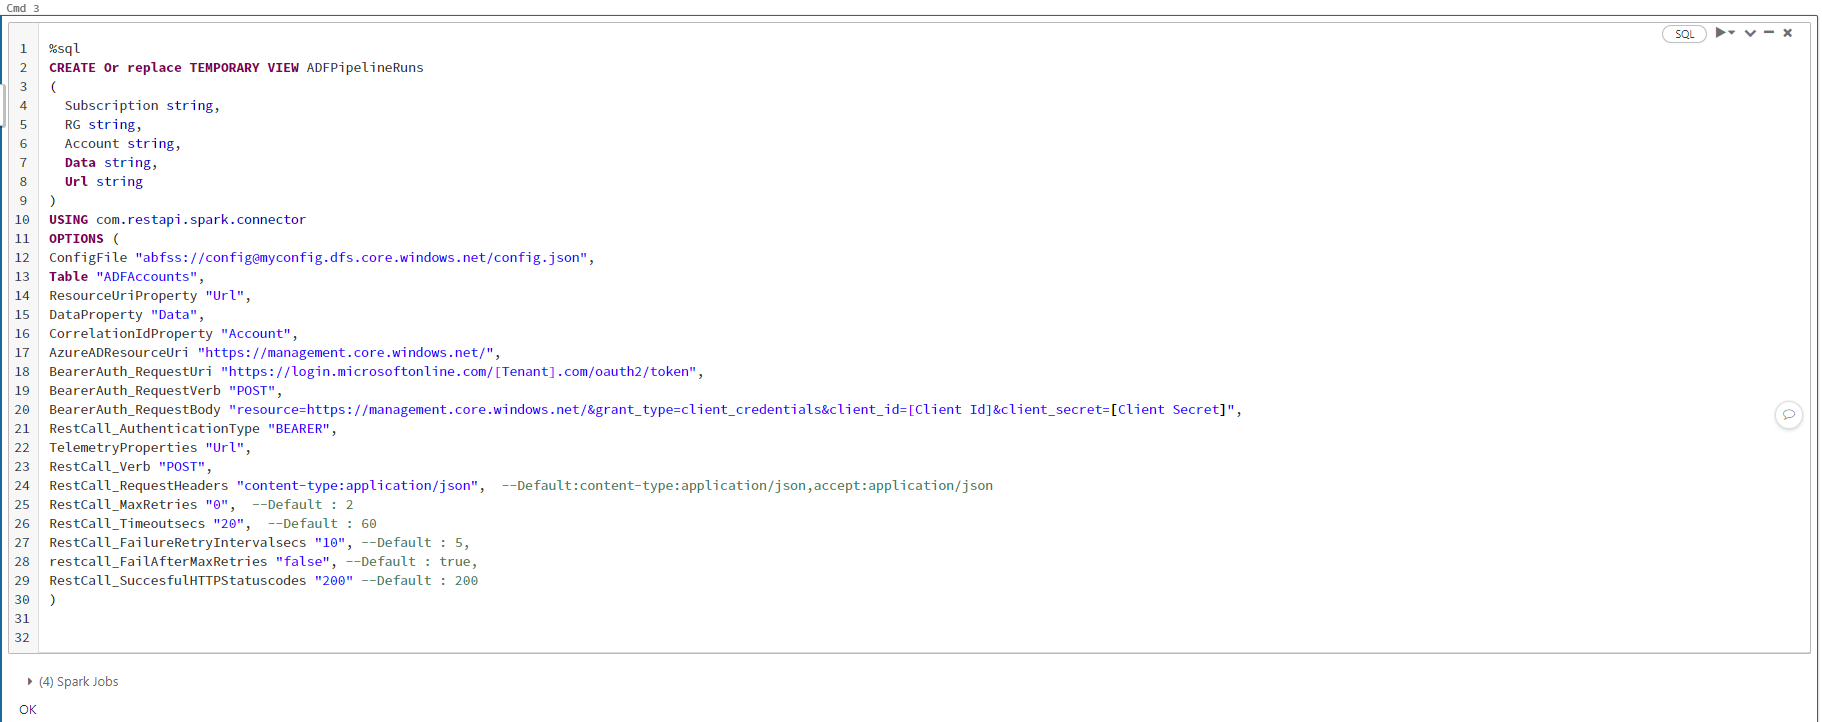 Cmd 3
SQL
1 %sql
2 CREATE Or replace TEMPORARY VIEW ADFPipelineRuns
3 (
4 Subscription string,
5 RG string,
6 Account string,
7 Data string,
8 Url string
9 )
10 USING com.restapi.spark.connector
11 OPTIONS (
12 ConfigFile "abfss://config@myconfig.dfs.core.windows.net/config.json",
13 Table "ADFAccounts",
14 ResourceUriProperty "Url",
15 DataProperty "Data",
16 CorrelationIdProperty "Account",
17 AzureADResourceUri "https://management.core.windows.net/",
18 BearerAuth_RequestUri "https://login.microsoftonline.com/[Tenant].com/oauth2/token",
19 BearerAuth_RequestVerb "POST",
20 BearerAuth_RequestBody "resource=https://management.core.windows.net/&grant_type=client_credentials&client_id=[Client Id]&client_secret=[Client Secret]",
21 RestCall_AuthenticationType "BEARER",
22 TelemetryProperties "Url",
23 RestCall_Verb "POST",
24 RestCall_RequestHeaders "content-type:application/json",  --Default:content-type:application/json,accept:application/json
25 RestCall_MaxRetries "0",  --Default : 2
26 RestCall_Timeoutsecs "20",  --Default : 60
27 RestCall_FailureRetryIntervalsecs "10", --Default : 5,
28 restcall_FailAfterMaxRetries "false", --Default : true,
29 RestCall_SuccesfulHTTPStatuscodes "200" --Default : 200
30 )
31
32
(4) Spark Jobs
OK